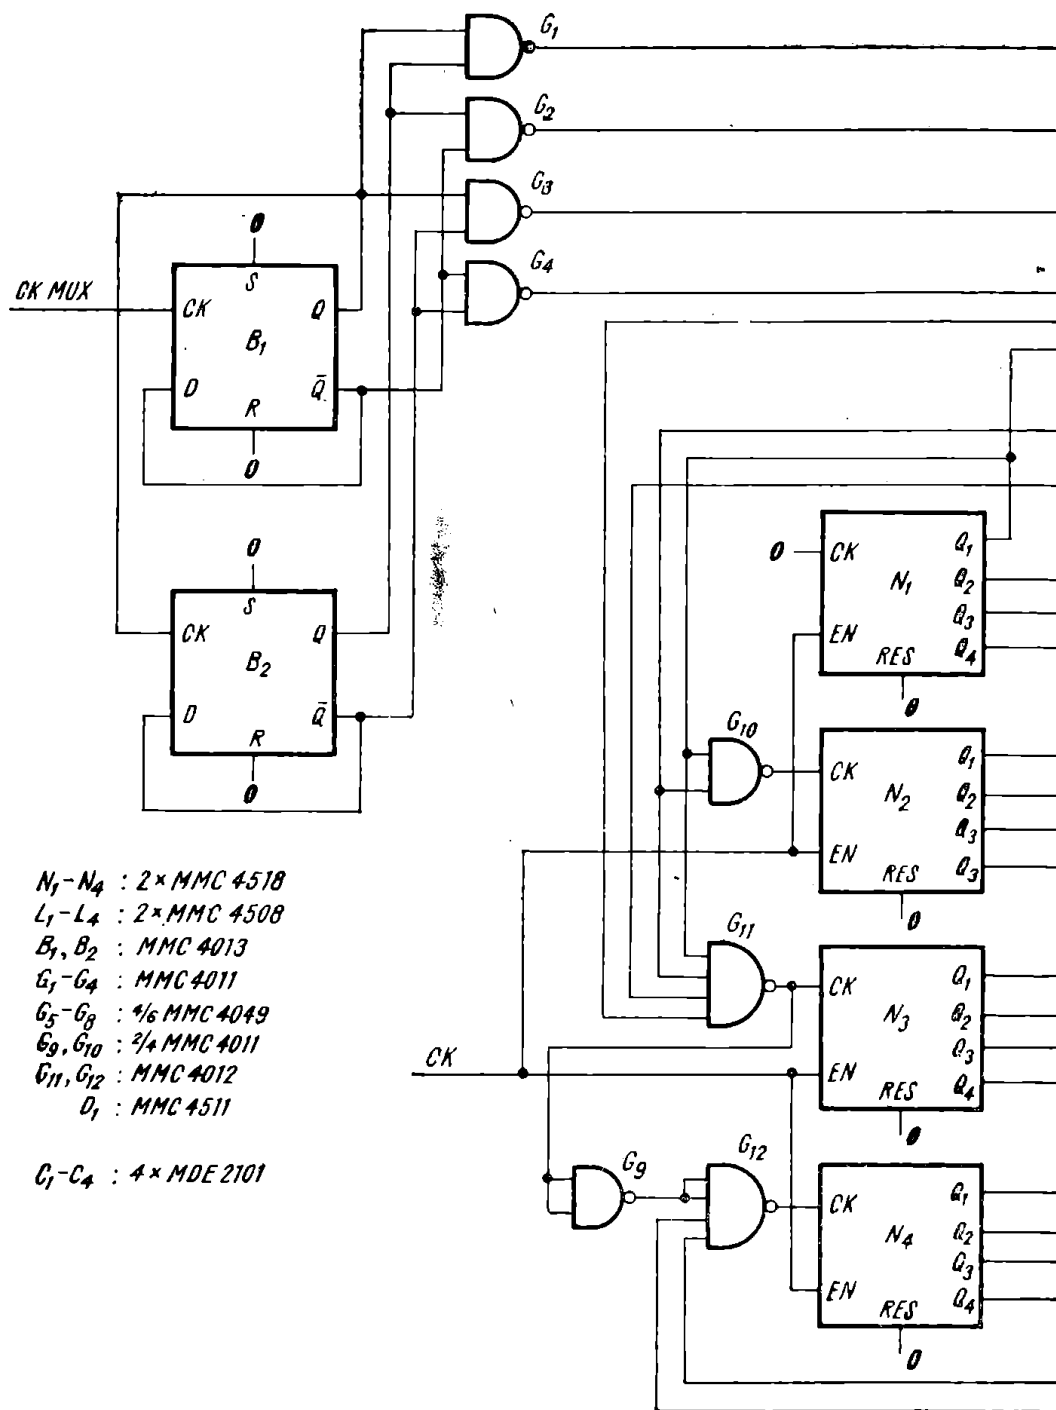 G1
G2
G3
G4
0
S
CK MUX
CK
Q
B1
D
Q̄
R
0
0
S
CK
Q
B2
D
Q̄
R
0
0
CK
Q1
N1
Q2
Q3
EN
Q4
RES
0
G10
CK
Q1
N2
Q2
Q3
EN
Q3
RES
0
G11
CK
Q1
N3
Q2
Q3
CK
EN
Q4
RES
0
G9
G12
CK
Q1
N4
Q2
Q3
EN
Q4
RES
0
N1-N4 : 2×MMC 4518
L1-L4 : 2×MMC 4508
B1, B2 : MMC 4013
G1-G4 : MMC 4011
G5-G8 : 4/6 MMC 4049
G9, G10 : 2/4 MMC 4011
G11, G12 : MMC 4012
D1 : MMC 4511
C1-C4 : 4×MDE 2101